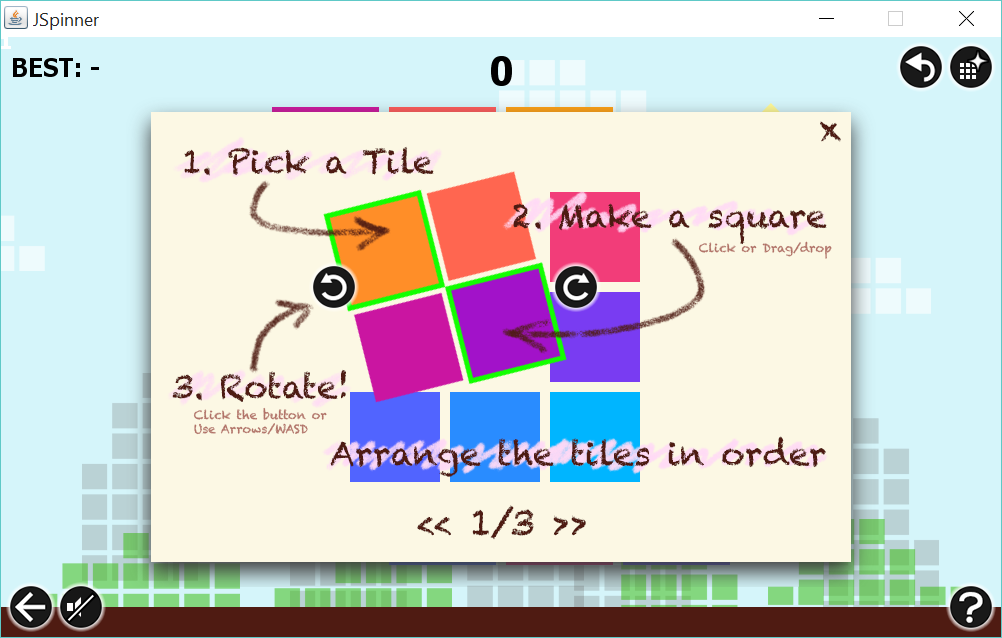 JSpinner
BEST: -
0
1. Pick a Tile
2. Make a square
Click or Drag/drop
3. Rotate!
Click the button or
Use Arrows/WASD
Arrange the tiles in order
<< 1/3 >>
?